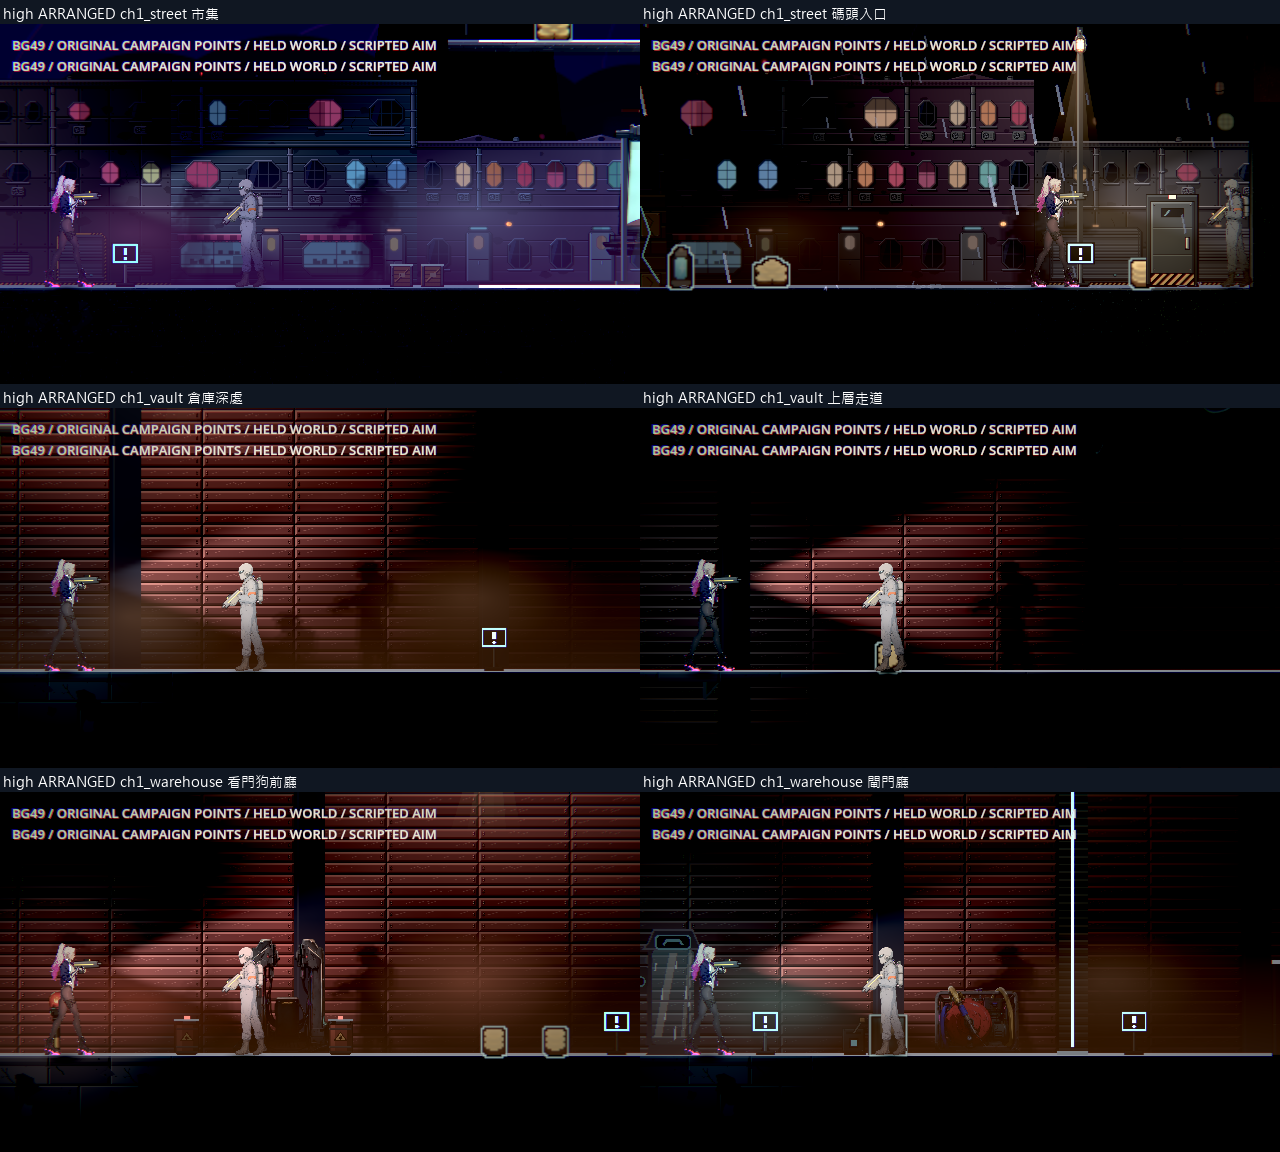 high ARRANGED ch1_street 市集
BG49 / ORIGINAL CAMPAIGN POINTS / HELD WORLD / SCRIPTED AIM
BG49 / ORIGINAL CAMPAIGN POINTS / HELD WORLD / SCRIPTED AIM
!
high ARRANGED ch1_street 碼頭入口
BG49 / ORIGINAL CAMPAIGN POINTS / HELD WORLD / SCRIPTED AIM
BG49 / ORIGINAL CAMPAIGN POINTS / HELD WORLD / SCRIPTED AIM
!
high ARRANGED ch1_vault 倉庫深處
BG49 / ORIGINAL CAMPAIGN POINTS / HELD WORLD / SCRIPTED AIM
BG49 / ORIGINAL CAMPAIGN POINTS / HELD WORLD / SCRIPTED AIM
!
high ARRANGED ch1_vault 上層走道
BG49 / ORIGINAL CAMPAIGN POINTS / HELD WORLD / SCRIPTED AIM
BG49 / ORIGINAL CAMPAIGN POINTS / HELD WORLD / SCRIPTED AIM
high ARRANGED ch1_warehouse 看門狗前廳
BG49 / ORIGINAL CAMPAIGN POINTS / HELD WORLD / SCRIPTED AIM
BG49 / ORIGINAL CAMPAIGN POINTS / HELD WORLD / SCRIPTED AIM
!
high ARRANGED ch1_warehouse 閘門廳
BG49 / ORIGINAL CAMPAIGN POINTS / HELD WORLD / SCRIPTED AIM
BG49 / ORIGINAL CAMPAIGN POINTS / HELD WORLD / SCRIPTED AIM
!
!